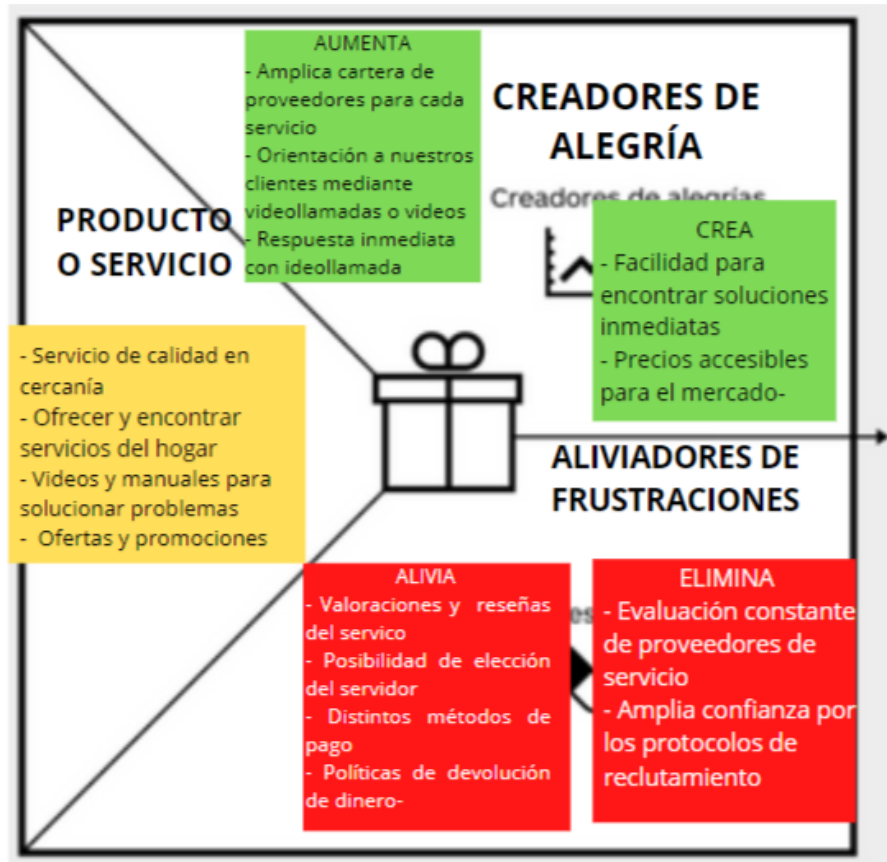 AUMENTA
- Amplica cartera de
proveedores para cada
servicio
- Orientación a nuestros
clientes mediante
videollamadas o videos
- Respuesta inmediata
con ideollamada
CREADORES DE
ALEGRÍA
Creadores de alegrías
CREA
- Facilidad para
encontrar soluciones
inmediatas
- Precios accesibles
para el mercado-
PRODUCTO
O SERVICIO
- Servicio de calidad en
cercanía
- Ofrecer y encontrar
servicios del hogar
- Videos y manuales para
solucionar problemas
- Ofertas y promociones
ALIVIADORES DE
FRUSTRACIONES
ALIVIA
- Valoraciones y reseñas
del servico
- Posibilidad de elección
del servidor
- Distintos métodos de
pago
- Políticas de devolución
de dinero-
ELIMINA
- Evaluación constante
de proveedores de
servicio
- Amplia confianza por
los protocolos de
reclutamiento